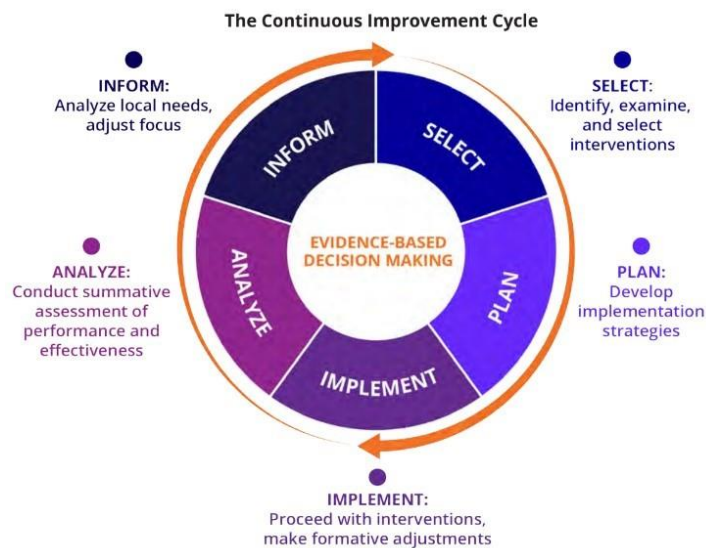 The Continuous Improvement Cycle
INFORM:
Analyze local needs,
adjust focus
SELECT:
Identify, examine,
and select
interventions
INFORM
SELECT
EVIDENCE-BASED
DECISION MAKING
ANALYZE
PLAN
IMPLEMENT
ANALYZE:
Conduct summative
assessment of
performance and
effectiveness
PLAN:
Develop
implementation
strategies
IMPLEMENT:
Proceed with interventions,
make formative adjustments